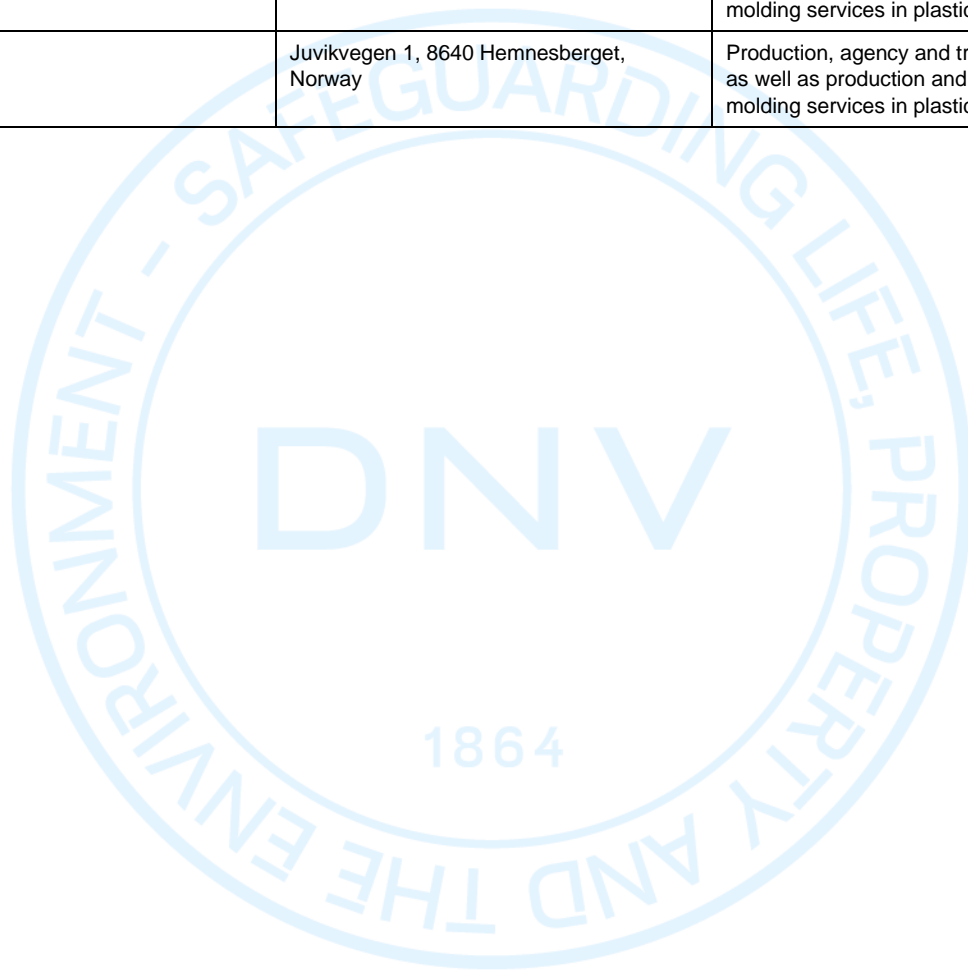 molding services in plastic
Juvikvegen 1, 8640 Hemnesberget,
Norway
Production, agency and
as well as production and
molding services in plastic
SAFEGUARDING LIFE, PROPERTY AND THE ENVIRONMENT -
DNV
1864